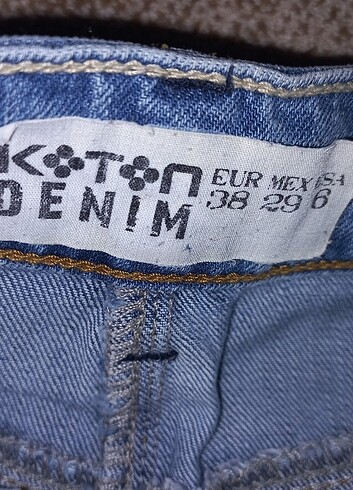 KOTON
DENIM
EUR MEX USA
38 29 6